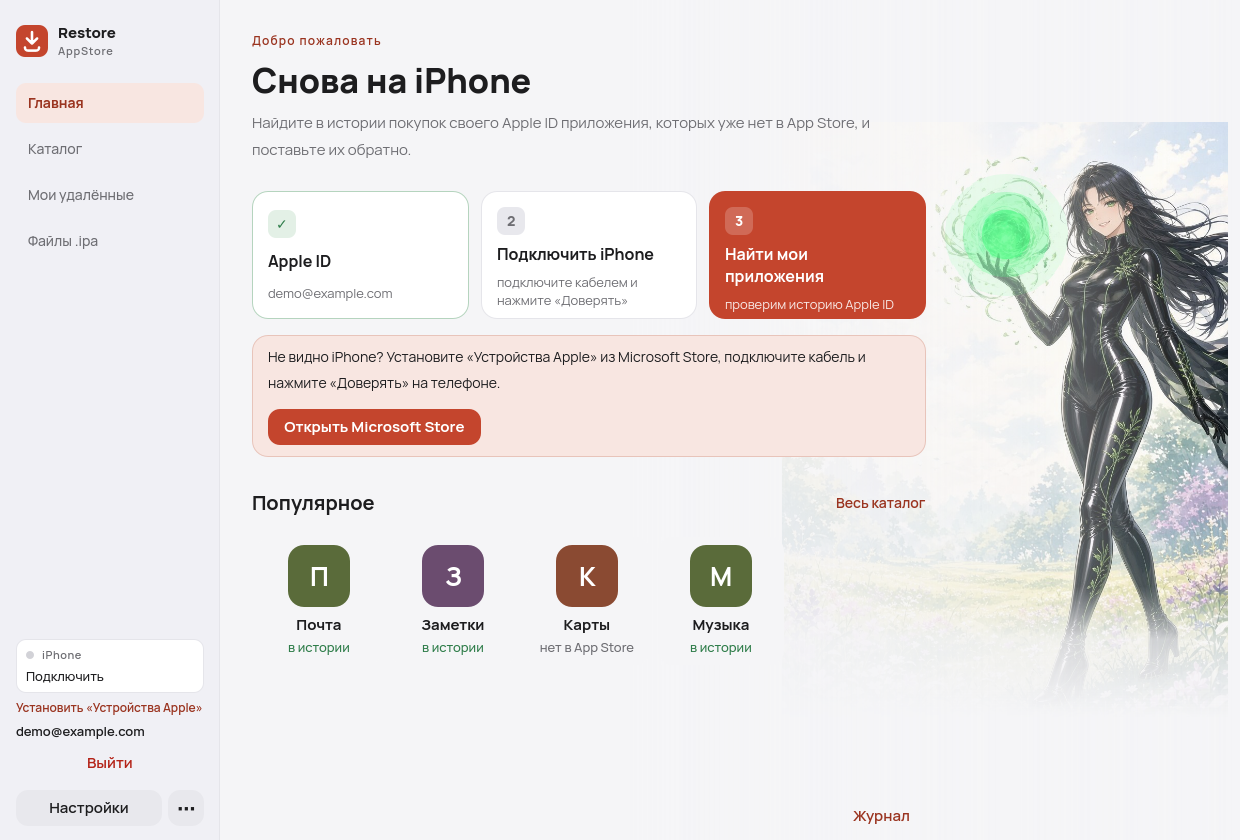 Restore
AppStore
Главная
Каталог
Мои удалённые
Файлы .ipa
iPhone
Подключить
Установить «Устройства Apple»
demo@example.com
Выйти
Настройки
Добро пожаловать
Снова на iPhone
Найдите в истории покупок своего Apple ID приложения, которых уже нет в App Store, и
поставьте их обратно.
✓
Apple ID
demo@example.com
2
Подключить iPhone
подключите кабелем и
нажмите «Доверять»
3
Найти мои
приложения
проверим историю Apple ID
Не видно iPhone? Установите «Устройства Apple» из Microsoft Store, подключите кабель и
нажмите «Доверять» на телефоне.
Открыть Microsoft Store
Популярное
Весь каталог
П
З
К
М
Почта
Заметки
Карты
Музыка
в истории
в истории
нет в App Store
в истории
Журнал